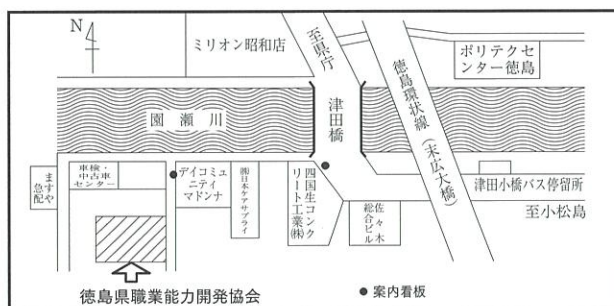 N
ミリオン昭和店
至県庁
徳島環状線(末広大橋)
ポリテクセ
ンター徳島
園瀬川
津田橋
ますや
急配
車検・
中古車
センター
デイコミュ
ニティ
マドンナ
㈱日本ケアサプライ
四国生コンク
リート工業(株)
佐々木
総合ビル
津田小橋バス停留所
至小松島
徳島県職業能力開発協会
●案内看板